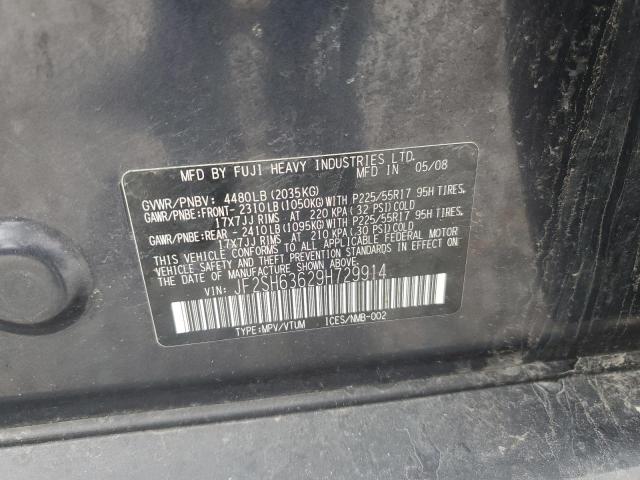 MFD BY FUJI HEAVY INDUSTRIES LTD.
MFD IN 05/08
GVWR/PNBV: 4480LB (2035KG)
GAWR/PNBE:FRONT-2310LB(1050KG)WITH P225/55R17 95H TIRES,
17X7JJ RIMS AT 220 KPA(32 PSI)COLD
GAWR/PNBE:REAR -2410LB(1095KG)WITH P225/55R17 95H TIRES,
17X7JJ RIMS AT 210 KPA(30 PSI)COLD
THIS VEHICLE CONFORMS TO ALL APPLICABLE FEDERAL MOTOR
VEHICLE SAFETY AND THEFT PREVENTION STANDARDS IN EFFECT
ON THE DATE OF MANUFACTURE SHOWN ABOVE.
VIN: JF2SH63629H729914
TYPE:MPV/VTUM ICES/NMB-002